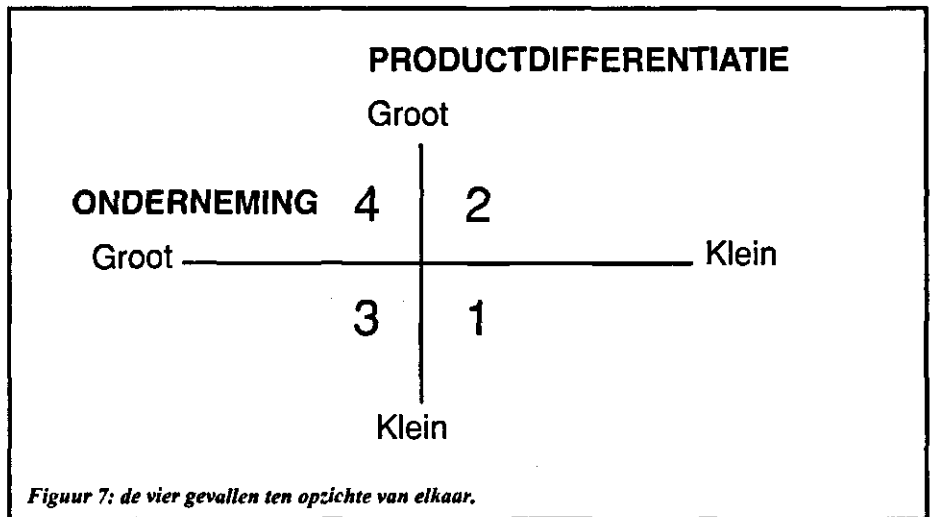 PRODUCTDIFFERENTIATIE
Groot
ONDERNEMING 4 2
Groot Klein
3 1
Klein
Figuur 7: de vier gevallen ten opzichte van elkaar.